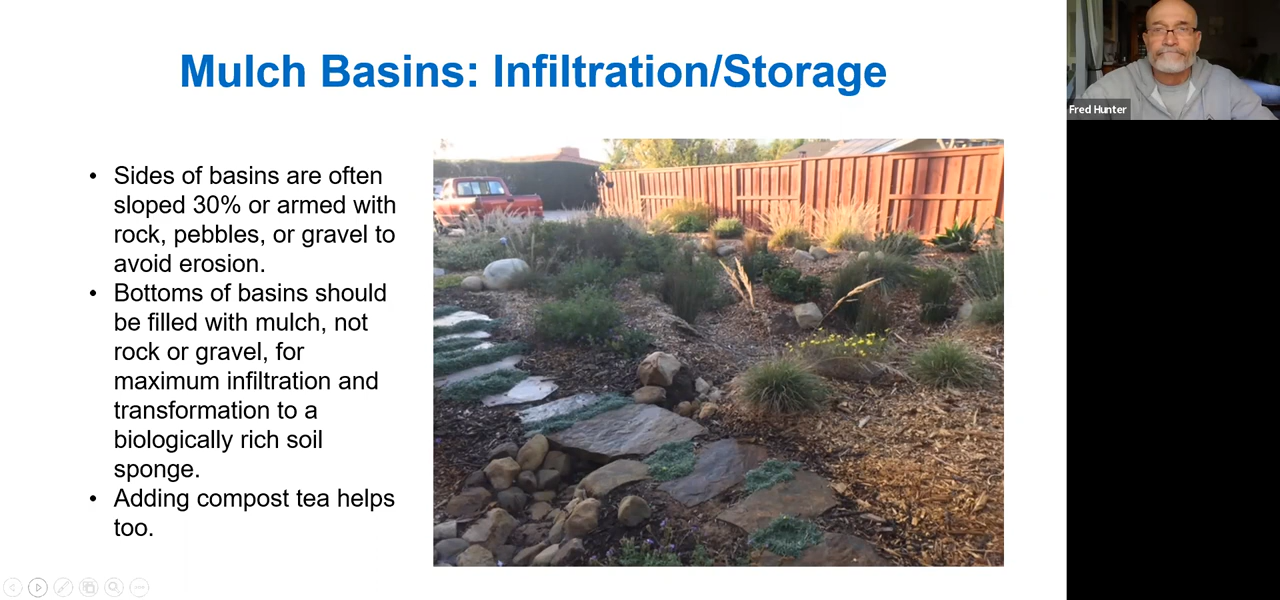 Mulch Basins: Infiltration/Storage
Fred Hunter
• Sides of basins are often
sloped 30% or armed with
rock, pebbles, or gravel to
avoid erosion.
• Bottoms of basins should
be filled with mulch, not
rock or gravel, for
maximum infiltration and
transformation to a
biologically rich soil
sponge.
• Adding compost tea helps
too.